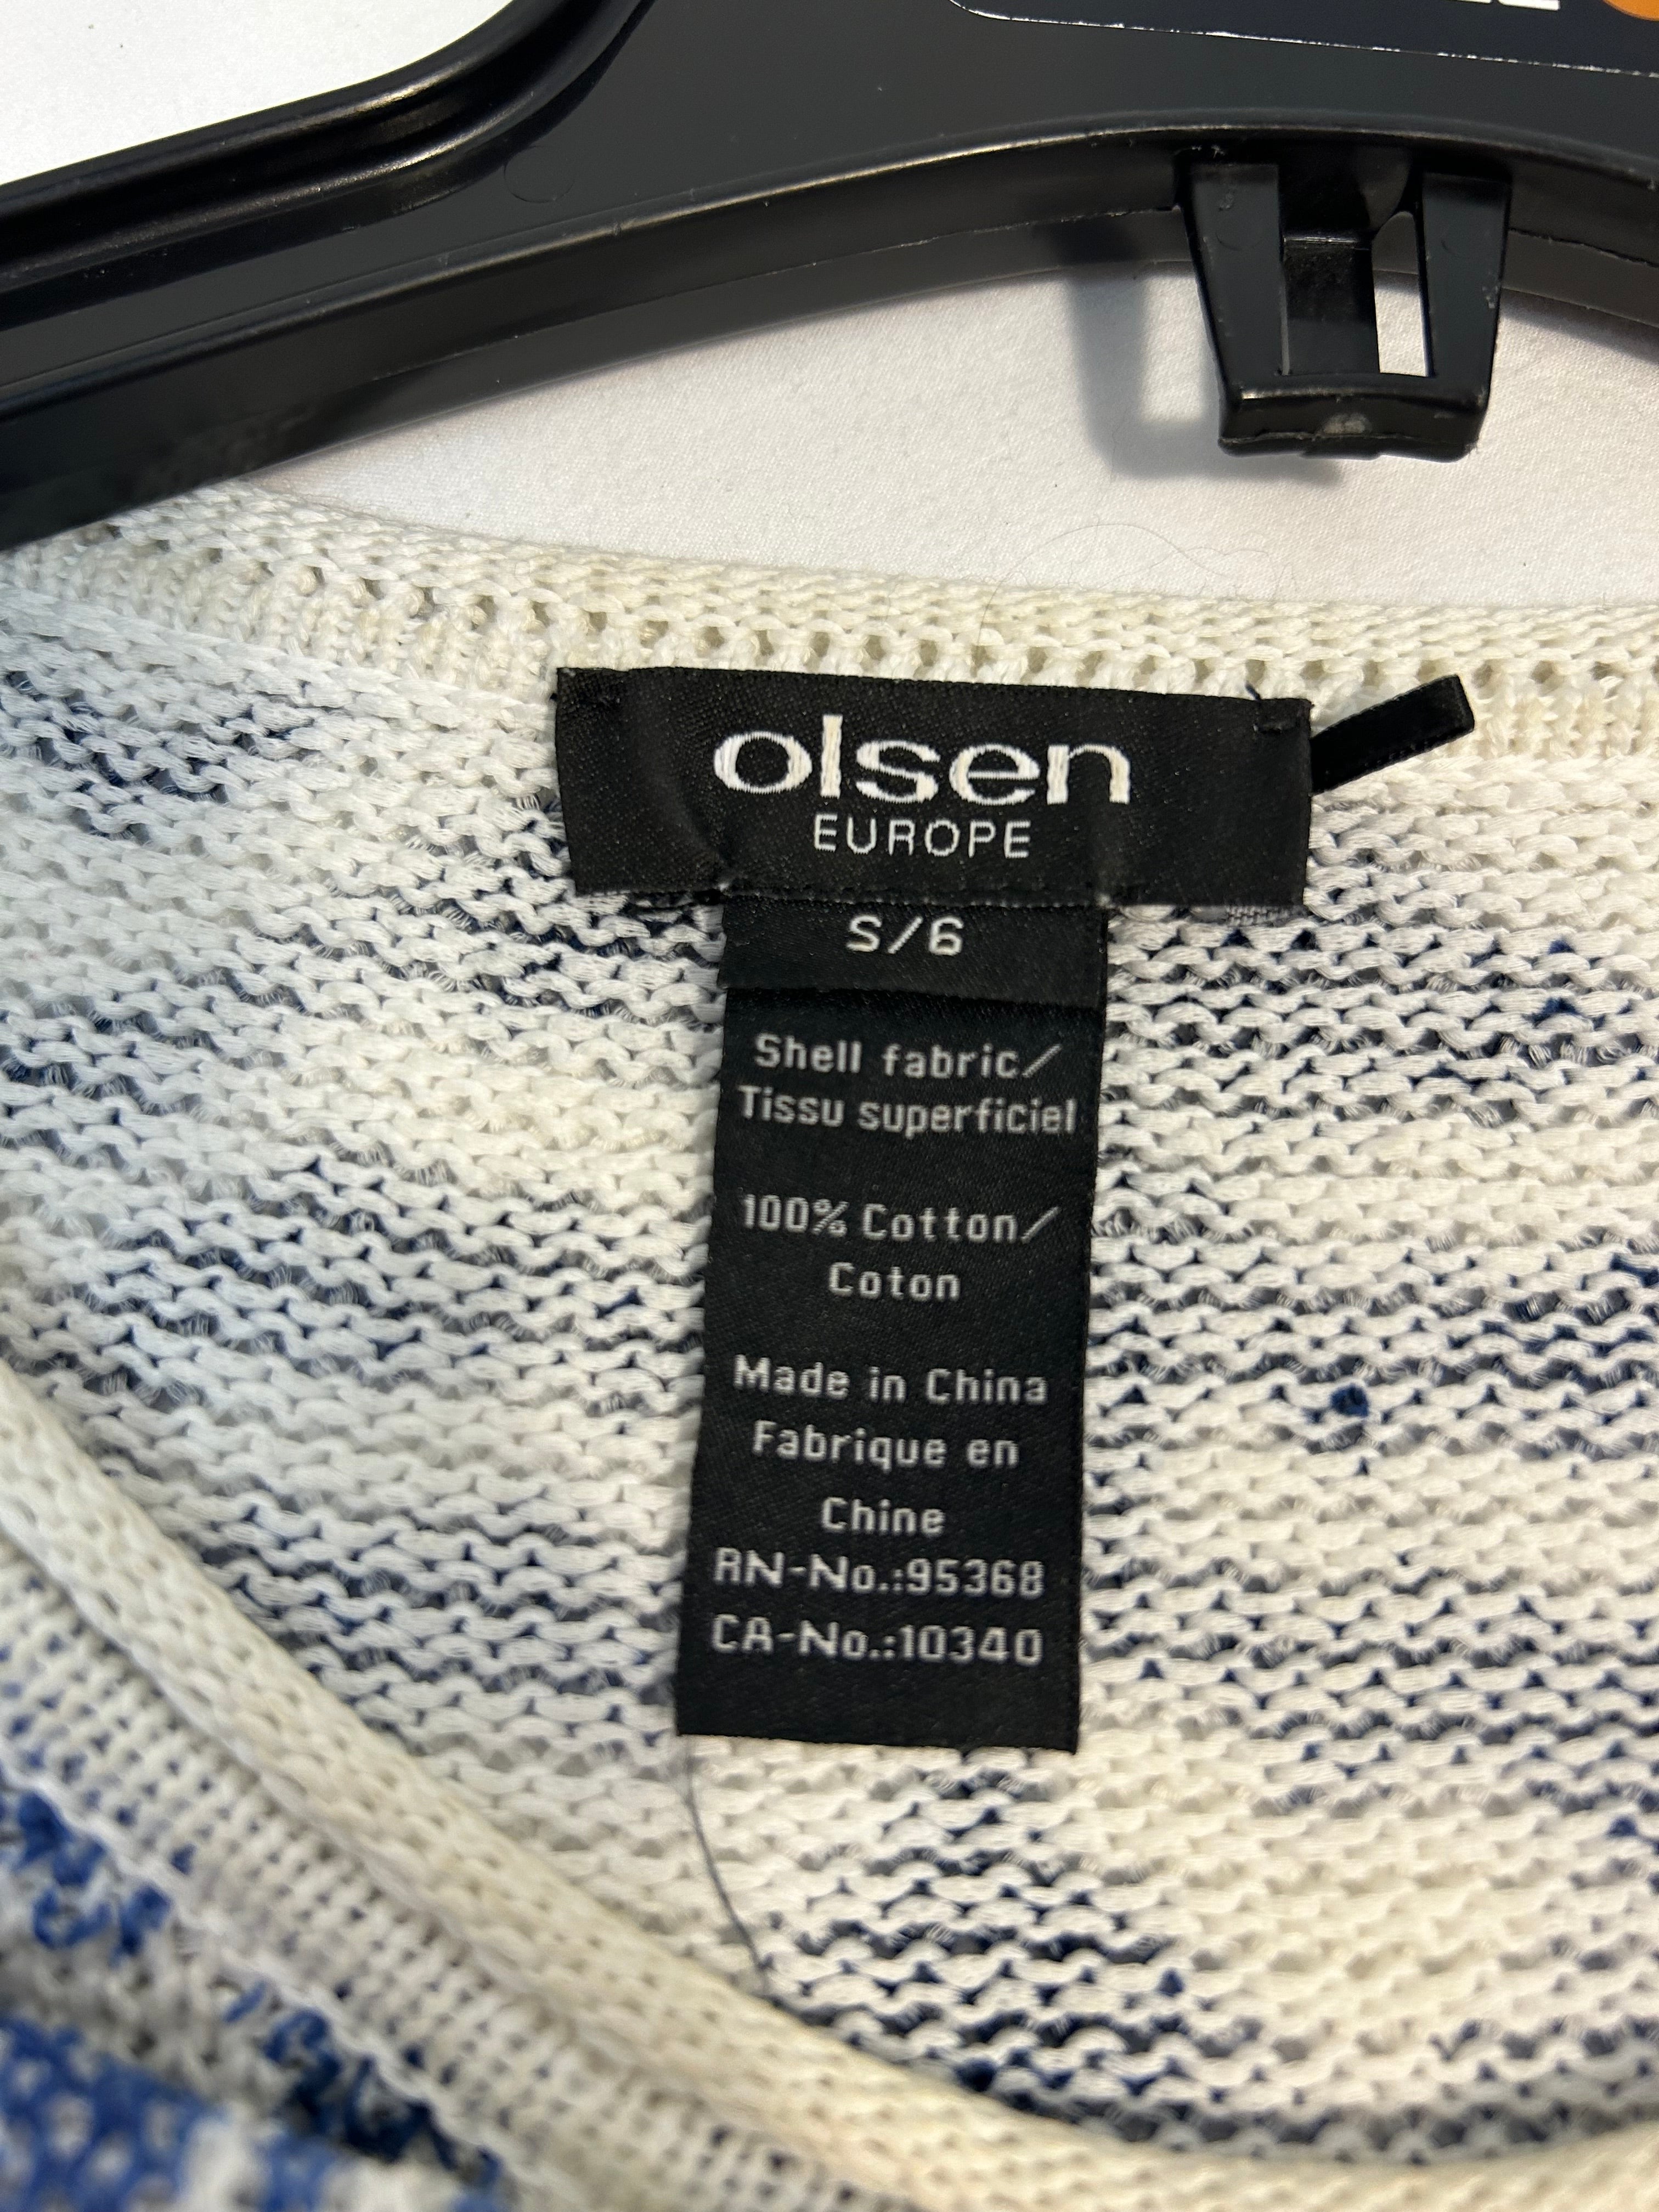 olsen
EUROPE
S/6
Shell fabric/
Tissu superficiel
100% Cotton/
Coton
Made in China
Fabrique en
Chine
RN-No.:95368
CA-No.:10340